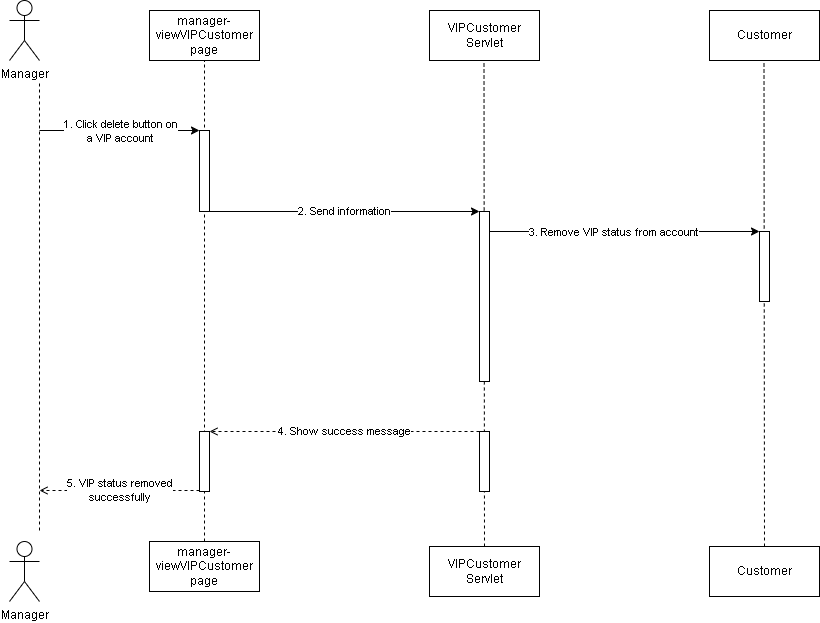 manager-
viewVIPCustomer
page
VIPCustomer
Servlet
Customer
Manager
1. Click delete button on
a VIP account
2. Send information
3. Remove VIP status from account
4. Show success message
5. VIP status removed
successfully
manager-
viewVIPCustomer
page
VIPCustomer
Servlet
Customer
Manager